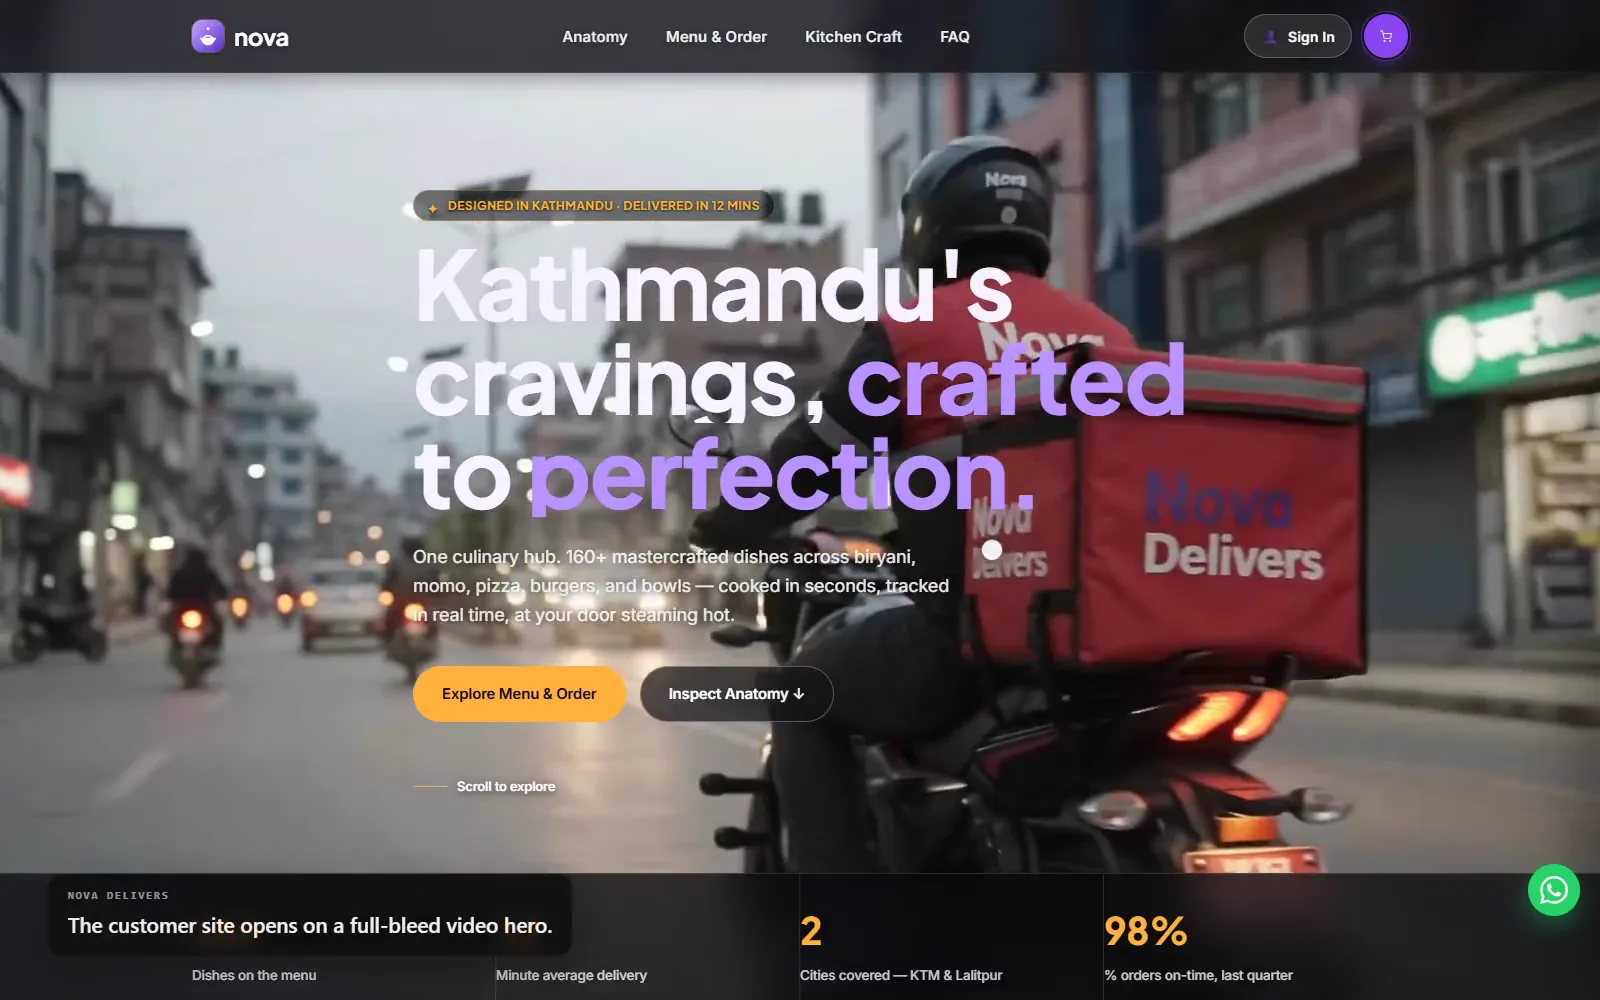 nova
Anatomy
Menu & Order
Kitchen Craft
FAQ
Sign In
Nova
DESIGNED IN KATHMANDU · DELIVERED IN 12 MINS
Kathmandu's
cravings, crafted
to perfection.
Nova
Nova
Delivers
Nova
Delivers
One culinary hub. 160+ mastercrafted dishes across biryani,
momo, pizza, burgers, and bowls — cooked in seconds, tracked
in real time, at your door steaming hot.
Explore Menu & Order
Inspect Anatomy ↓
Scroll to explore
NOVA DELIVERS
The customer site opens on a full-bleed video hero.
2
98%
Dishes on the menu
Minute average delivery
Cities covered — KTM & Lalitpur
% orders on-time, last quarter